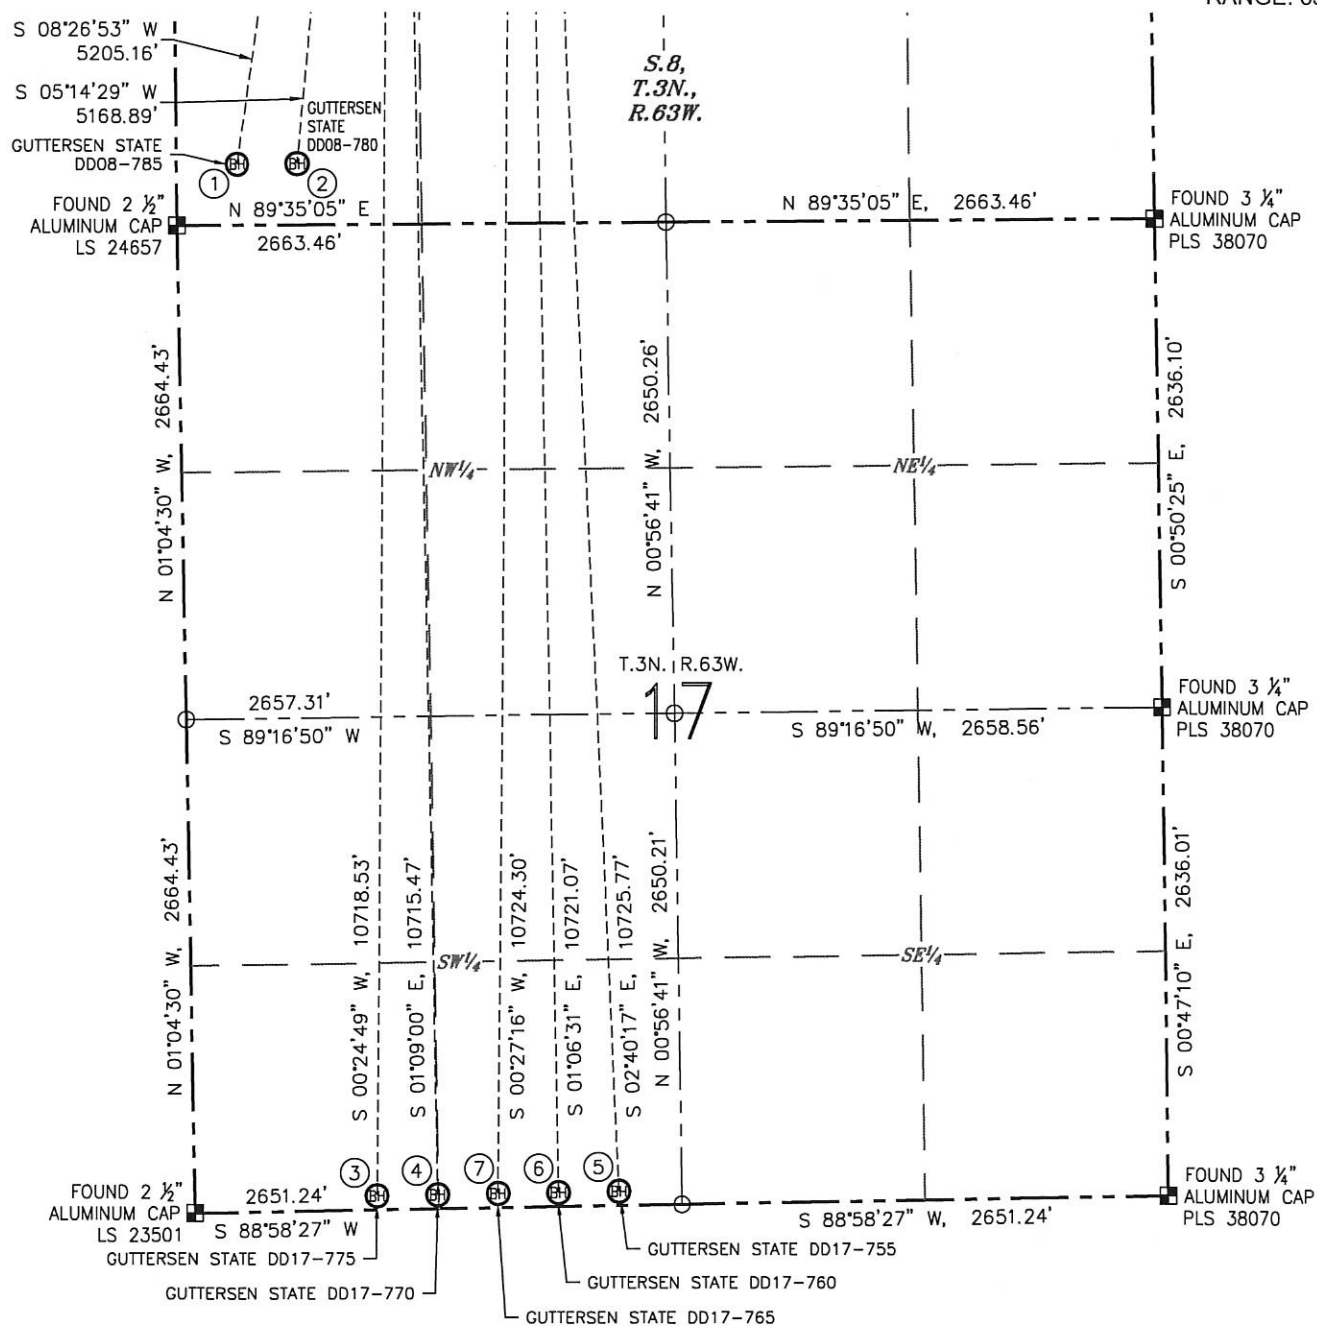 RANGE: 63
S 08°26'53" W
5205.16'
S 05°14'29" W
5168.89'
GUTTERSEN
STATE
DD08-780
GUTTERSEN STATE
DD08-785
BH
BH
1
2
S.8,
T.3N.,
R.63W.
FOUND 2 ½"
ALUMINUM CAP
LS 24657
N 89°35'05" E
2663.46'
N 89°35'05" E, 2663.46'
FOUND 3 ¼"
ALUMINUM CAP
PLS 38070
N 01°04'30" W, 2664.43'
N 00°56'41" W, 2650.26'
S 00°50'25" E, 2636.10'
NW¼
NE¼
T.3N. R.63W.
17
2657.31'
S 89°16'50" W
S 89°16'50" W, 2658.56'
FOUND 3 ¼"
ALUMINUM CAP
PLS 38070
N 01°04'30" W, 2664.43'
S 00°24'49" W, 10718.53'
S 01°09'00" E, 10715.47'
S 00°27'16" W, 10724.30'
S 01°06'31" E, 10721.07'
S 02°40'17" E, 10725.77'
N 00°56'41" W, 2650.21'
S 00°47'10" E, 2636.01'
SW¼
SE¼
3
4
7
6
5
BH
BH
BH
BH
BH
FOUND 2 ½"
ALUMINUM CAP
LS 23501
2651.24'
S 88°58'27" W
S 88°58'27" W, 2651.24'
FOUND 3 ¼"
ALUMINUM CAP
PLS 38070
GUTTERSEN STATE DD17-775
GUTTERSEN STATE DD17-770
GUTTERSEN STATE DD17-765
GUTTERSEN STATE DD17-760
GUTTERSEN STATE DD17-755